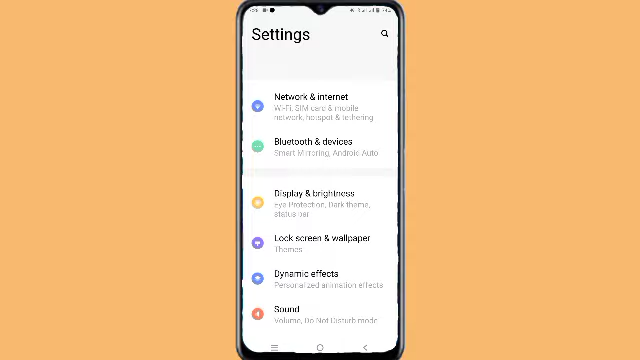 Settings
Network & internet
Wi-Fi, SIM card & mobile
network, hotspot & tethering
Bluetooth & devices
Smart Mirroring, Android Auto
Display & brightness
Eye Protection, Dark theme,
status bar
Lock screen & wallpaper
Themes
Dynamic effects
Personalized animation effects
Sound
Volume, Do Not Disturb mode